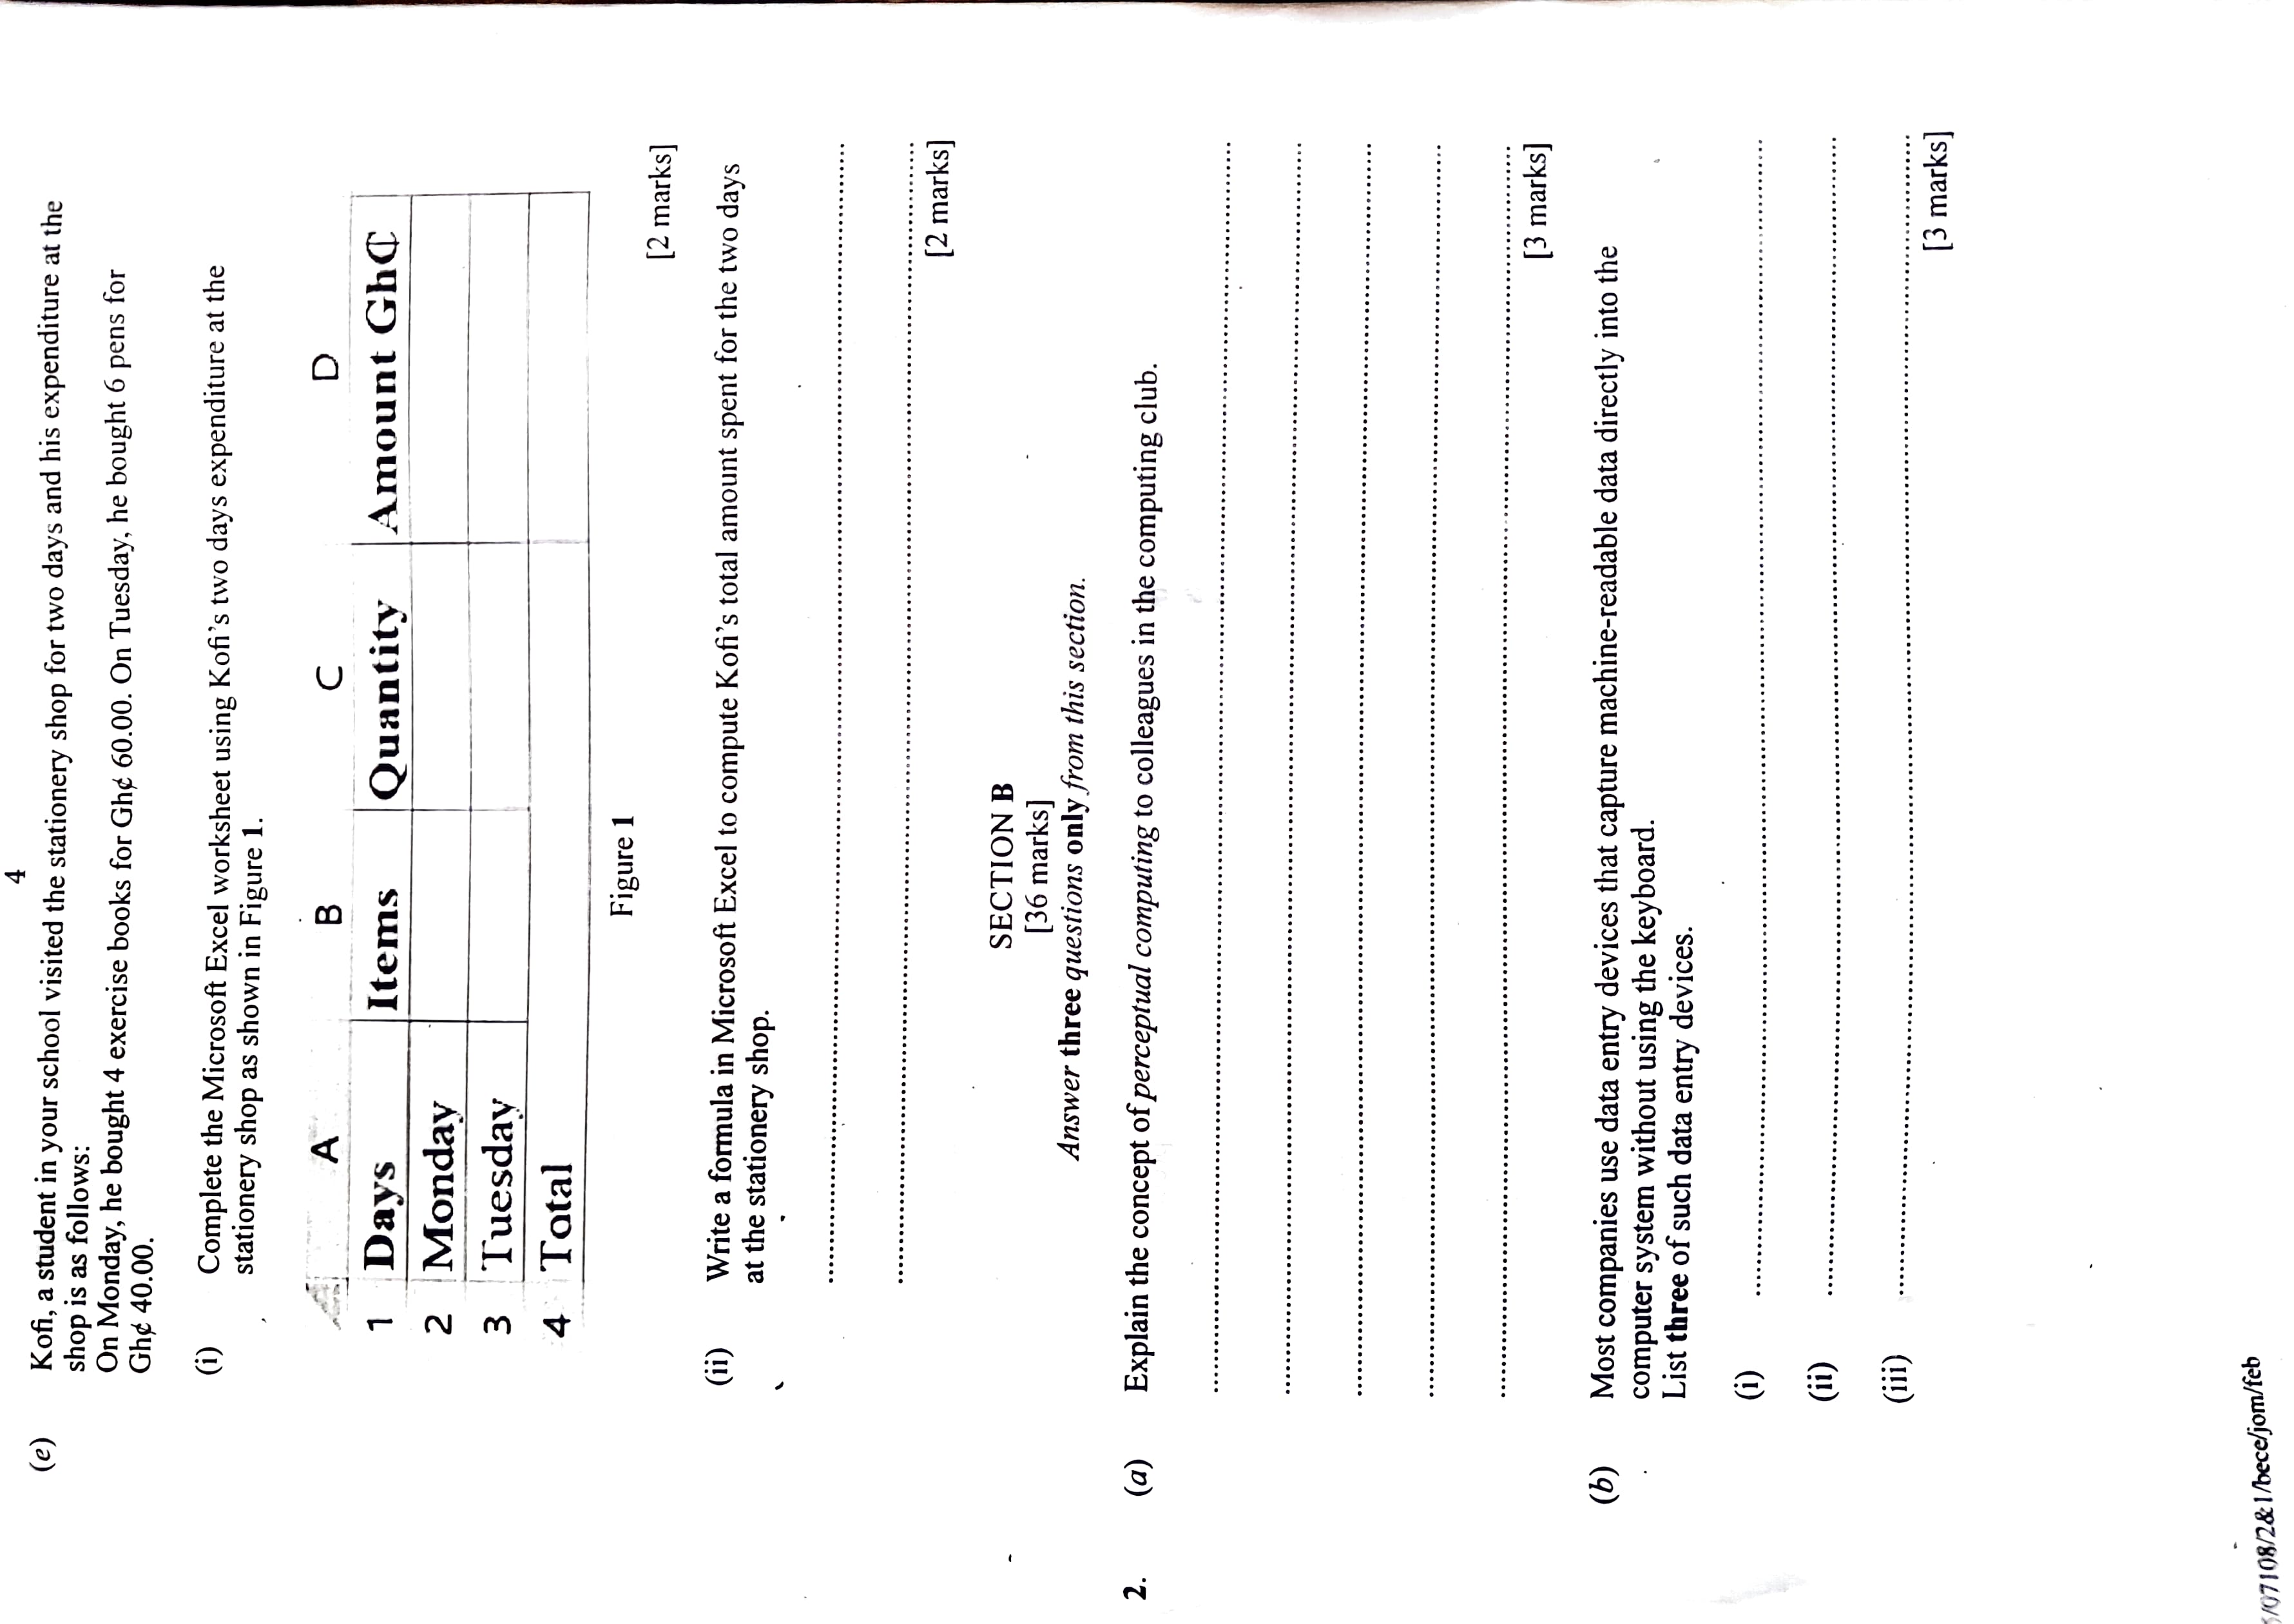 4
(e) Kofi, a student in your school visited the stationery shop for two days and his expenditure at the
shop is as follows:
On Monday, he bought 4 exercise books for Gh¢ 60.00. On Tuesday, he bought 6 pens for
Gh¢ 40.00.
(i) Complete the Microsoft Excel worksheet using Kofi's two days expenditure at the
stationery shop as shown in Figure 1.
A B C D
1 Days Items Quantity Amount Gh₵
2 Monday
3 Tuesday
4 Total
Figure 1
[2 marks]
(ii) Write a formula in Microsoft Excel to compute Kofi's total amount spent for the two days
at the stationery shop.
[2 marks]
SECTION B
[36 marks]
Answer three questions only from this section.
2. (a) Explain the concept of perceptual computing to colleagues in the computing club.
[3 marks]
(b) Most companies use data entry devices that capture machine-readable data directly into the
computer system without using the keyboard.
List three of such data entry devices.
(i)
(ii)
(iii)
[3 marks]
/07108/2&1/bece/jom/feb